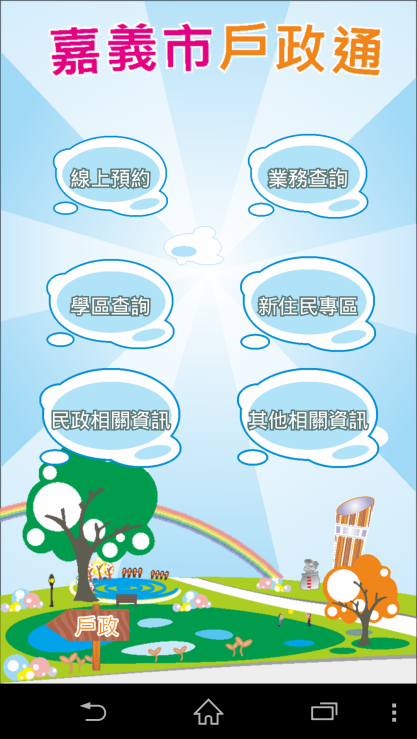 嘉義市戶政通
線上預約
業務查詢
學區查詢
新住民專區
民政相關資訊
其他相關資訊
戶政